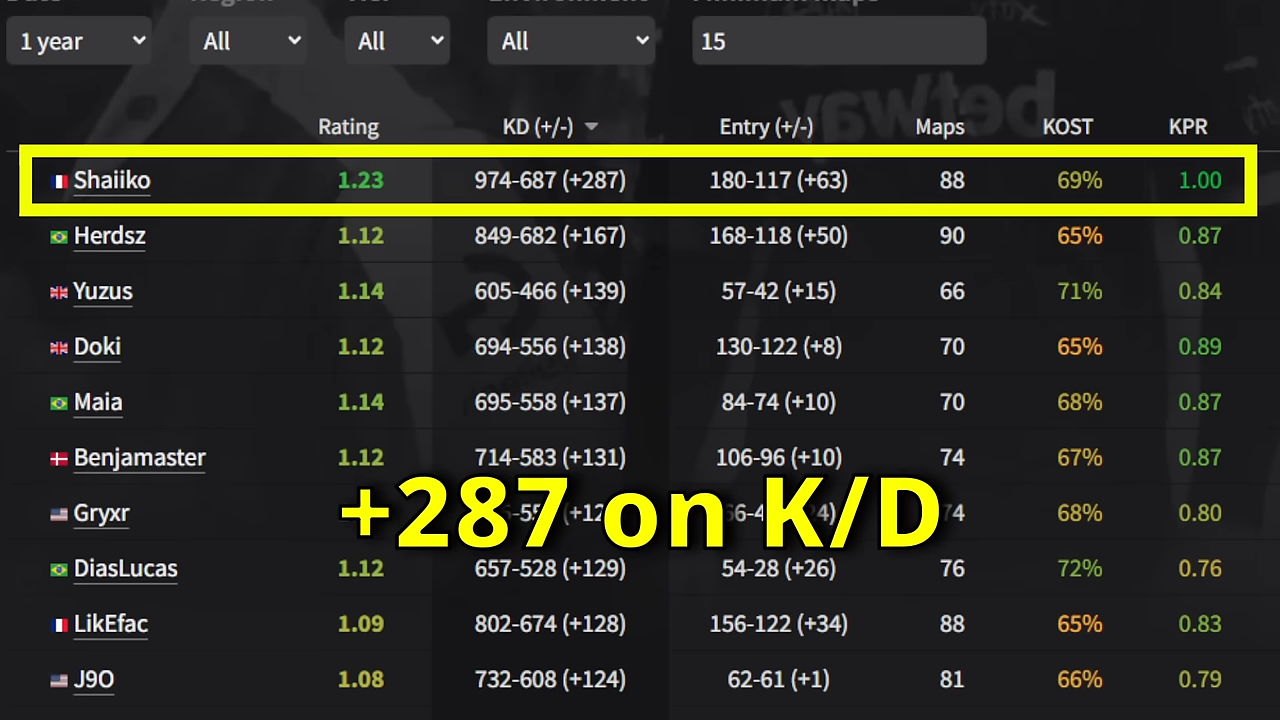 1 year All All All 15
betway
Rating KD (+/-) Entry (+/-) Maps KOST KPR
Shaiiko 1.23 974-687 (+287) 180-117 (+63) 88 69% 1.00
Herdsz 1.12 849-682 (+167) 168-118 (+50) 90 65% 0.87
Yuzus 1.14 605-466 (+139) 57-42 (+15) 66 71% 0.84
Doki 1.12 694-556 (+138) 130-122 (+8) 70 65% 0.89
Maia 1.14 695-558 (+137) 84-74 (+10) 70 68% 0.87
Benjamaster 1.12 714-583 (+131) 106-96 (+10) 74 67% 0.87
Gryxr 74 68% 0.80
+287 on K/D
DiasLucas 1.12 657-528 (+129) 54-28 (+26) 76 72% 0.76
LikEfac 1.09 802-674 (+128) 156-122 (+34) 88 65% 0.83
J9O 1.08 732-608 (+124) 62-61 (+1) 81 66% 0.79